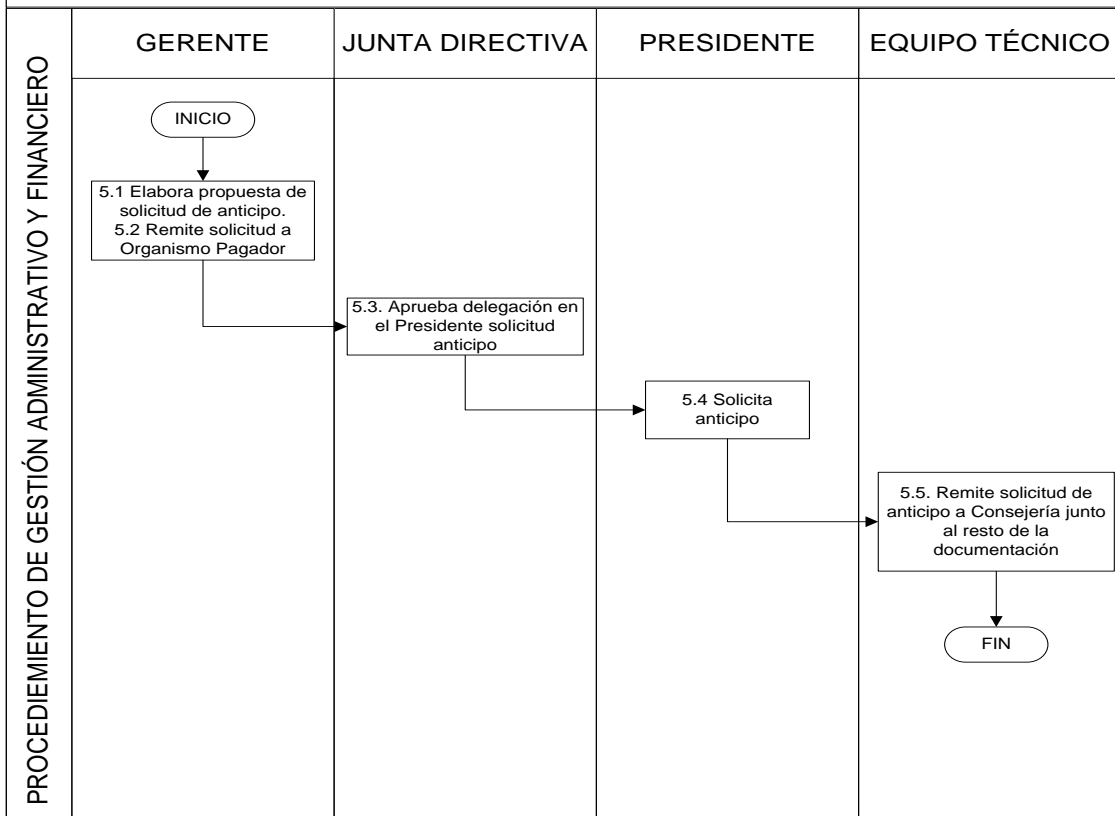 PROCEDIEMIENTO DE GESTIÓN ADMINISTRATIVO Y FINANCIERO
GERENTE
JUNTA DIRECTIVA
PRESIDENTE
EQUIPO TÉCNICO
INICIO
5.1 Elabora propuesta de
solicitud de anticipo.
5.2 Remite solicitud a
Organismo Pagador
5.3. Aprueba delegación en
el Presidente solicitud
anticipo
5.4 Solicita
anticipo
5.5. Remite solicitud de
anticipo a Consejería junto
al resto de la
documentación
FIN